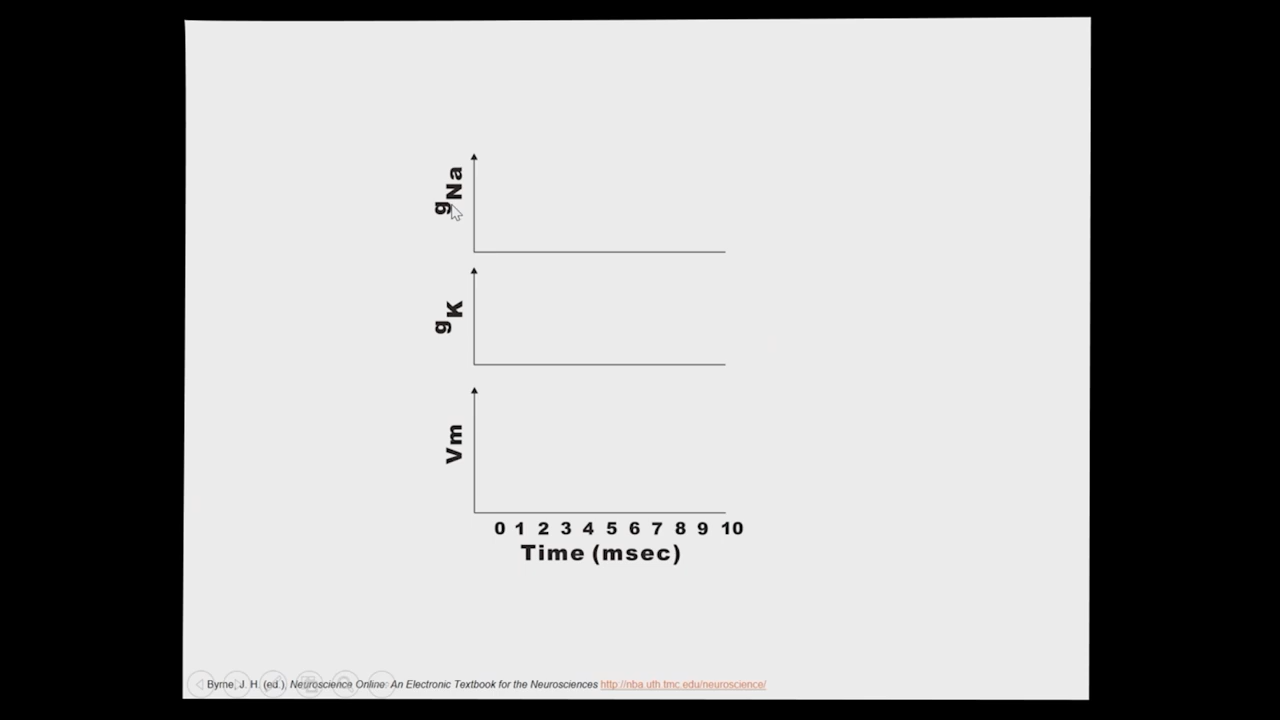 gNa
gK
Vm
0 1 2 3 4 5 6 7 8 9 10
Time (msec)
Byrne, J. H. (ed.), Neuroscience Online: An Electronic Textbook for the Neurosciences http://nba.uth.tmc.edu/neuroscience/